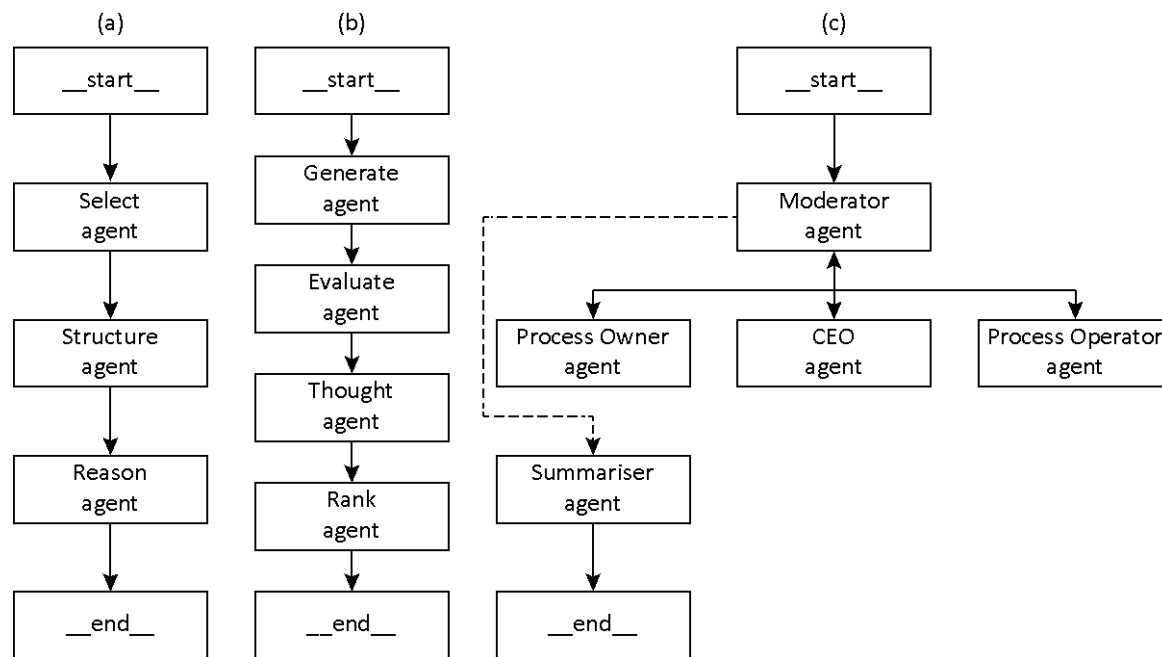 (a)
__start__
Select
agent
Structure
agent
Reason
agent
__end__
(b)
__start__
Generate
agent
Evaluate
agent
Thought
agent
Rank
agent
__end__
(c)
__start__
Moderator
agent
Process Owner
agent
CEO
agent
Process Operator
agent
Summariser
agent
__end__